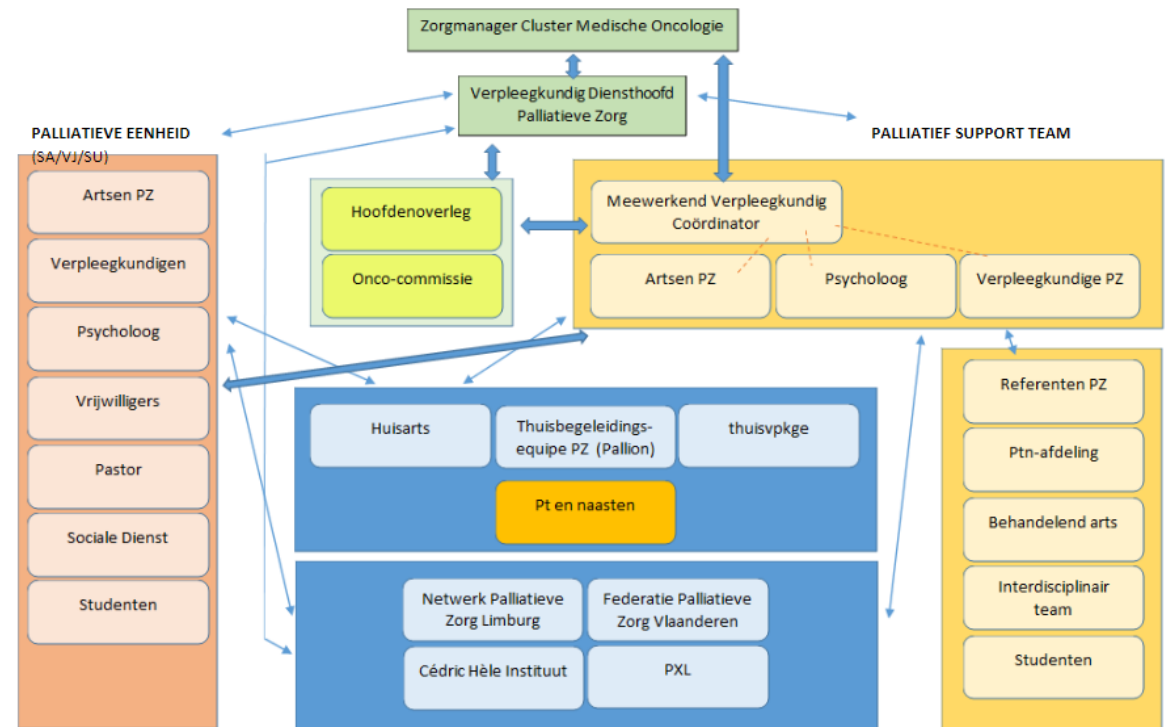 Zorgmanager Cluster Medische Oncologie
Verpleegkundig Diensthoofd
Palliatieve Zorg
PALLIATIEVE EENHEID
(SA/VJ/SU)
Artsen PZ
Verpleegkundigen
Psycholoog
Vrijwilligers
Pastor
Sociale Dienst
Studenten
Hoofdenoverleg
Onco-commissie
PALLIATIEF SUPPORT TEAM
Meewerkend Verpleegkundig
Coördinator
Artsen PZ
Psycholoog
Verpleegkundige PZ
Huisarts
Thuisbegeleidings-
equipe PZ (Pallion)
thuisvpkge
Pt en naasten
Netwerk Palliatieve
Zorg Limburg
Federatie Palliatieve
Zorg Vlaanderen
Cédric Hèle Instituut
PXL
Referenten PZ
Ptn-afdeling
Behandelend arts
Interdisciplinair
team
Studenten